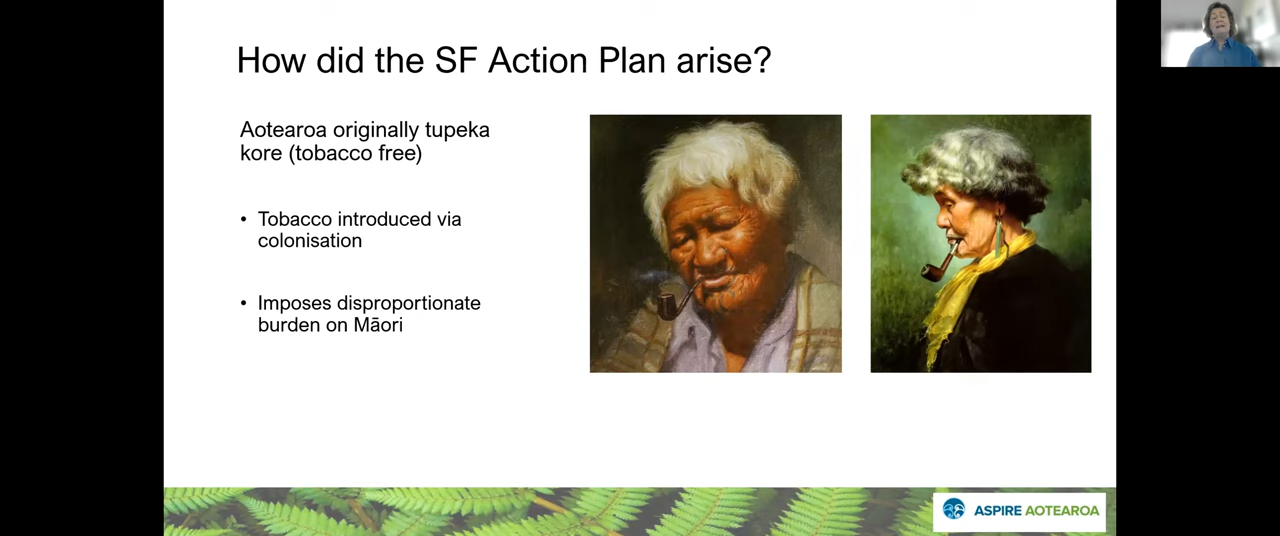 How did the SF Action Plan arise?
Aotearoa originally tupeka
kore (tobacco free)
• Tobacco introduced via
colonisation
• Imposes disproportionate
burden on Māori
ASPIRE AOTEAROA